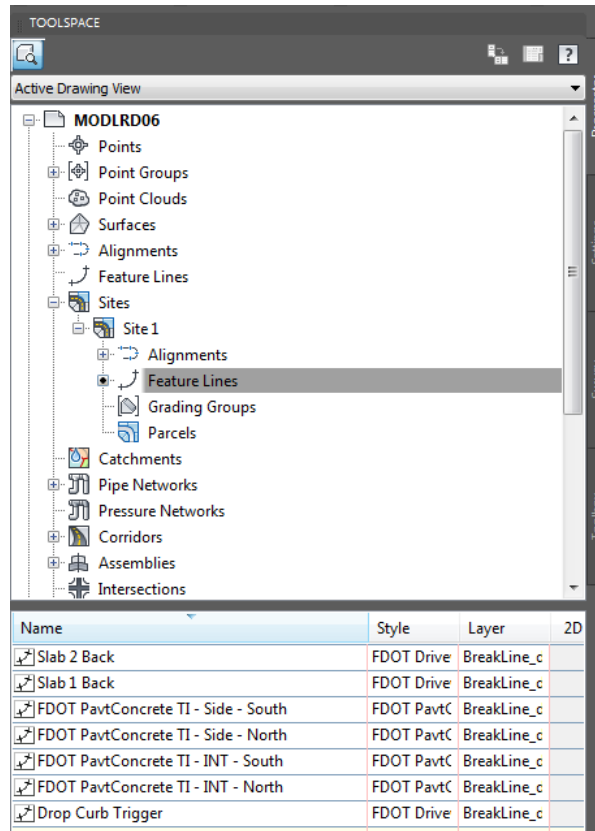 TOOLSPACE
?
Active Drawing View
MODLRD06
Points
Point Groups
Point Clouds
Surfaces
Alignments
Feature Lines
Sites
Site 1
Alignments
Feature Lines
Grading Groups
Parcels
Catchments
Pipe Networks
Pressure Networks
Corridors
Assemblies
Intersections
Name Style Layer 2D
Slab 2 Back FDOT Drive BreakLine_c
Slab 1 Back FDOT Drive BreakLine_c
FDOT PavtConcrete TI - Side - South FDOT PavtC BreakLine_c
FDOT PavtConcrete TI - Side - North FDOT PavtC BreakLine_c
FDOT PavtConcrete TI - INT - South FDOT PavtC BreakLine_c
FDOT PavtConcrete TI - INT - North FDOT PavtC BreakLine_c
Drop Curb Trigger FDOT Drive BreakLine_c